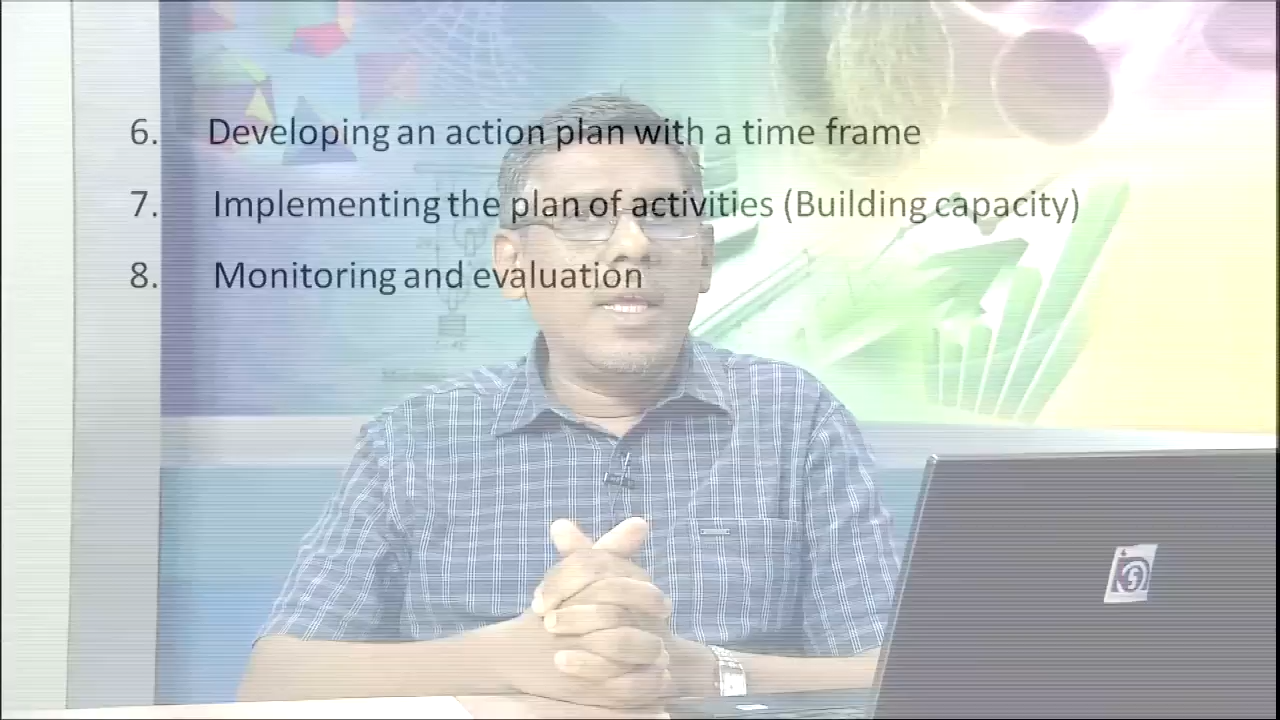 6. Developing an action plan with a time frame
7. Implementing the plan of activities (Building capacity)
8. Monitoring and evaluation